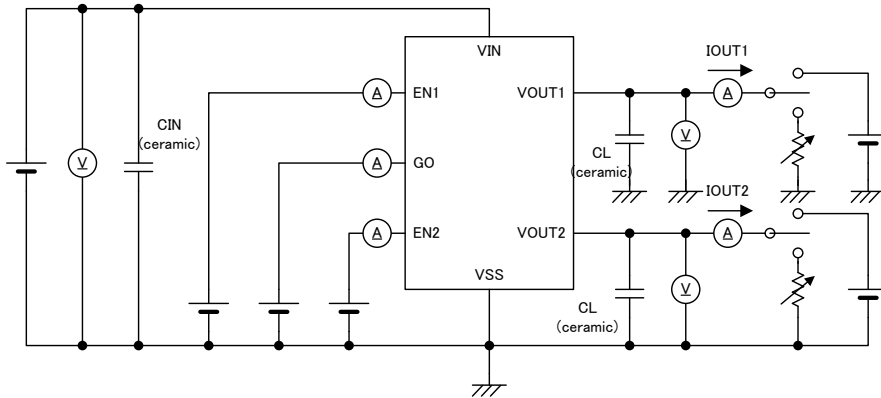 VIN
IOUT1
EN1
A
VOUT1
A
CIN
(ceramic)
V
CL
(ceramic)
V
A
GO
IOUT2
A
EN2
VOUT2
A
VSS
CL
(ceramic)
V